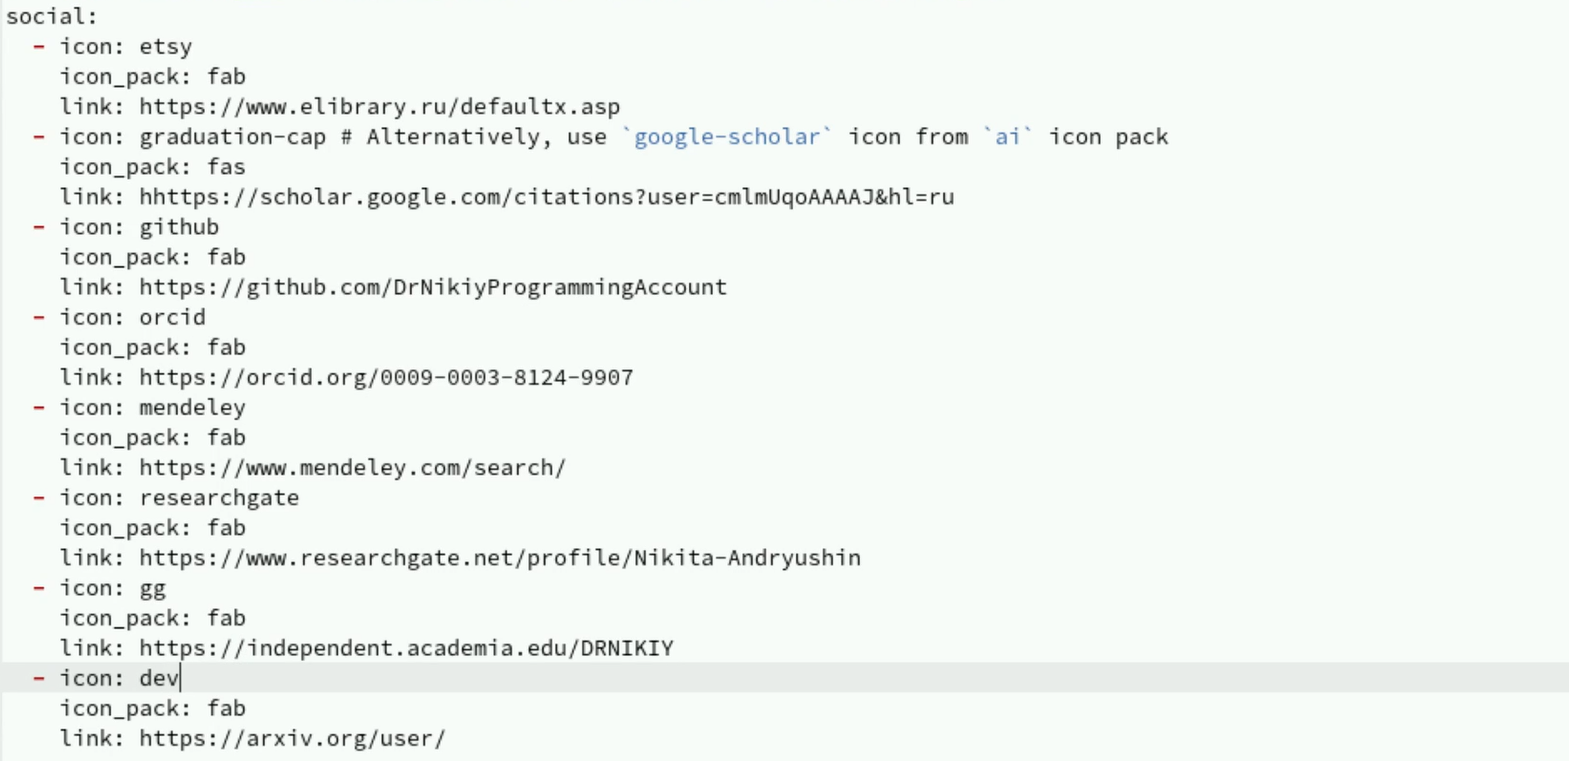 social:
  - icon: etsy
    icon_pack: fab
    link: https://www.elibrary.ru/defaultx.asp
  - icon: graduation-cap # Alternatively, use `google-scholar` icon from `ai` icon pack
    icon_pack: fas
    link: hhttps://scholar.google.com/citations?user=cmlmUqoAAAAJ&hl=ru
  - icon: github
    icon_pack: fab
    link: https://github.com/DrNikiyProgrammingAccount
  - icon: orcid
    icon_pack: fab
    link: https://orcid.org/0009-0003-8124-9907
  - icon: mendeley
    icon_pack: fab
    link: https://www.mendeley.com/search/
  - icon: researchgate
    icon_pack: fab
    link: https://www.researchgate.net/profile/Nikita-Andryushin
  - icon: gg
    icon_pack: fab
    link: https://independent.academia.edu/DRNIKIY
  - icon: dev
    icon_pack: fab
    link: https://arxiv.org/user/